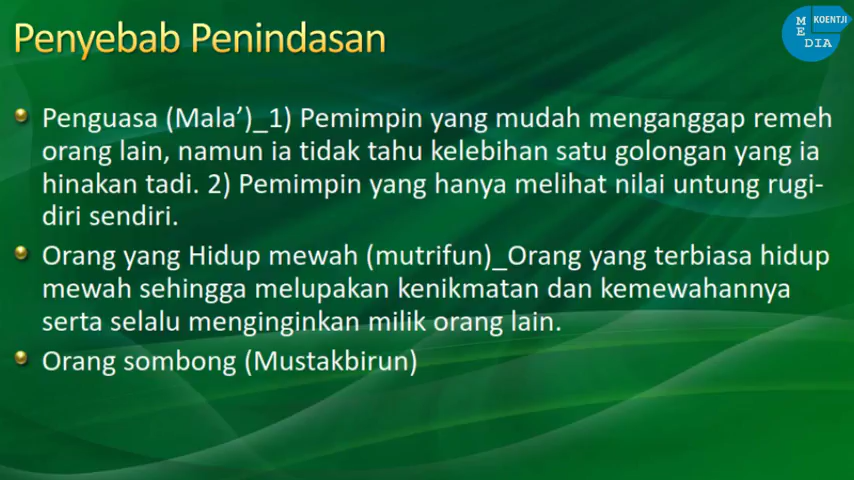 Penyebab Penindasan
M KOENTJI
E
DIA
Penguasa (Mala’)_1) Pemimpin yang mudah menganggap remeh
orang lain, namun ia tidak tahu kelebihan satu golongan yang ia
hinakan tadi. 2) Pemimpin yang hanya melihat nilai untung rugi-
diri sendiri.
Orang yang Hidup mewah (mutrifun)_Orang yang terbiasa hidup
mewah sehingga melupakan kenikmatan dan kemewahannya
serta selalu menginginkan milik orang lain.
Orang sombong (Mustakbirun)